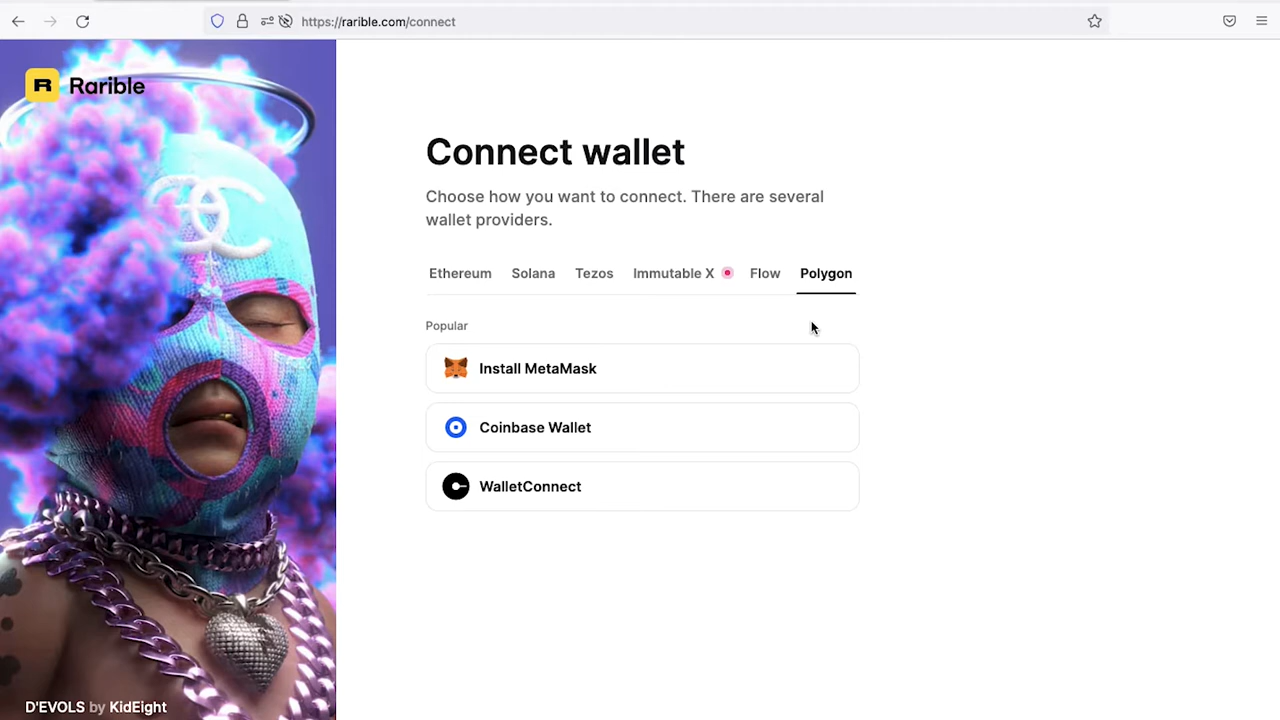 https://rarible.com/connect
R Rarible
Connect wallet
Choose how you want to connect. There are several
wallet providers.
Ethereum Solana Tezos Immutable X Flow Polygon
Popular
Install MetaMask
Coinbase Wallet
WalletConnect
D'EVOLS by KidEight